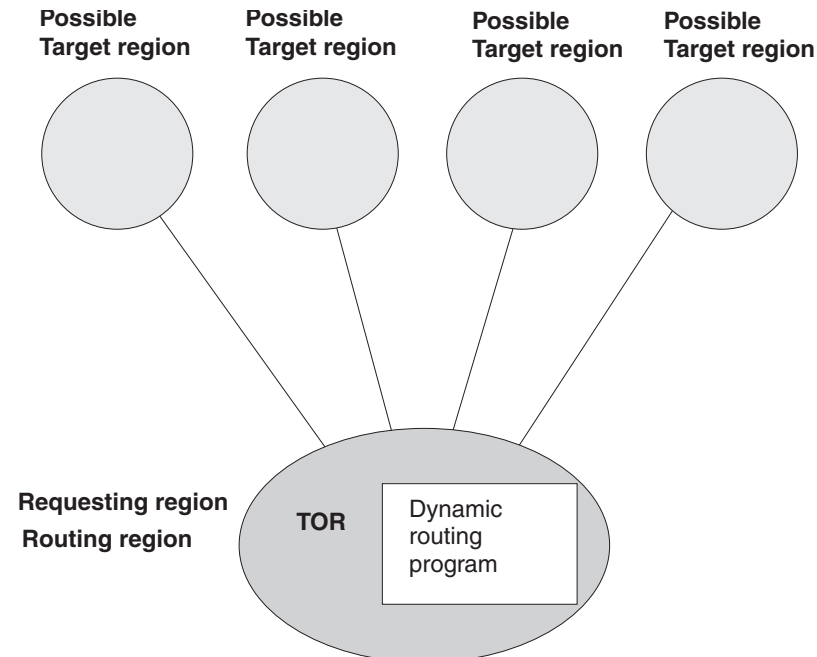 Possible
Target region
Possible
Target region
Possible
Target region
Possible
Target region
Requesting region
Routing region
TOR
Dynamic
routing
program